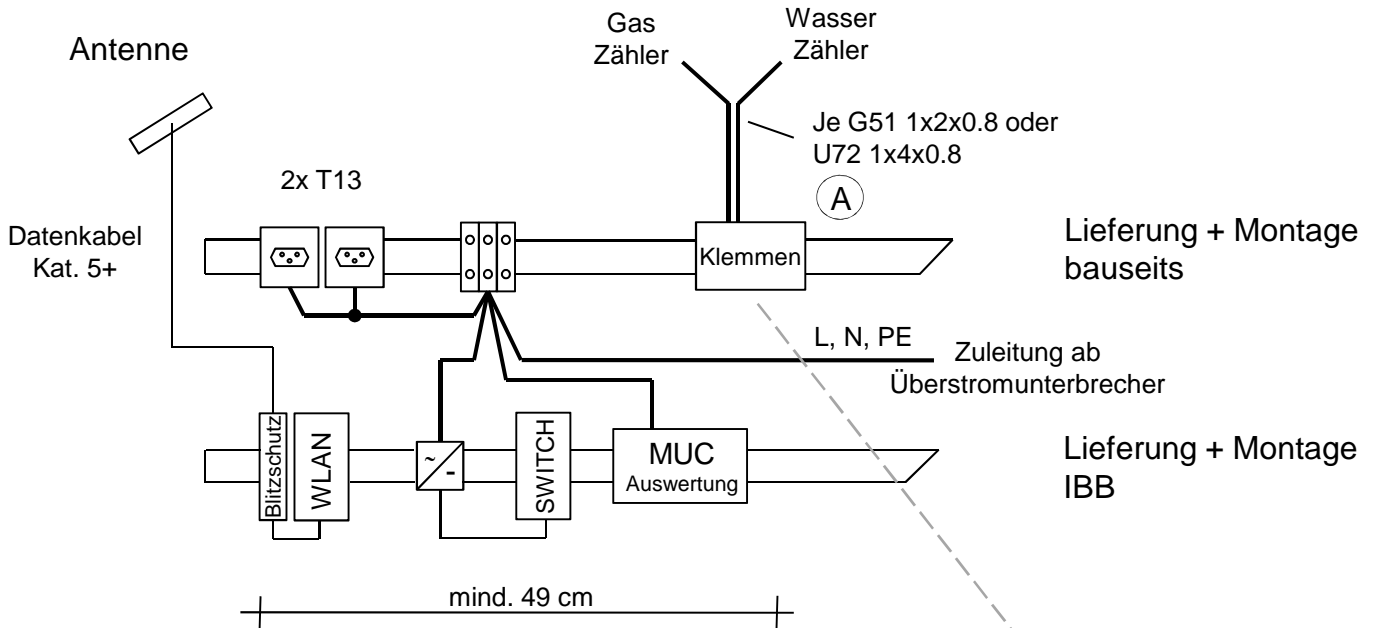 Antenne
Gas
Zähler
Wasser
Zähler
Je G51 1x2x0.8 oder
U72 1x4x0.8
A
2x T13
Datenkabel
Kat. 5+
Klemmen
Lieferung + Montage
bauseits
L, N, PE
Zuleitung ab
Überstromunterbrecher
Blitzschutz
WLAN
~
-
SWITCH
MUC
Auswertung
Lieferung + Montage
IBB
mind. 49 cm